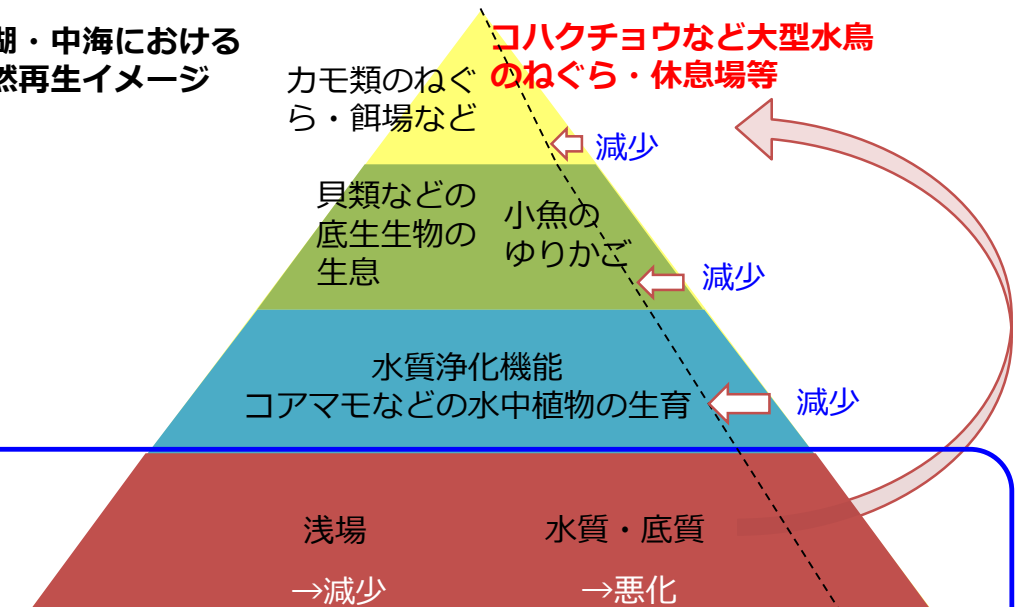 湖・中海における
然再生イメージ
コハクチョウなど大型水鳥
のねぐら・休息場等
カモ類のねぐ
ら・餌場など
減少
貝類などの
底生生物の
生息
小魚の
ゆりかご
減少
水質浄化機能
コアマモなどの水中植物の生育
減少
浅場
→減少
水質・底質
→悪化